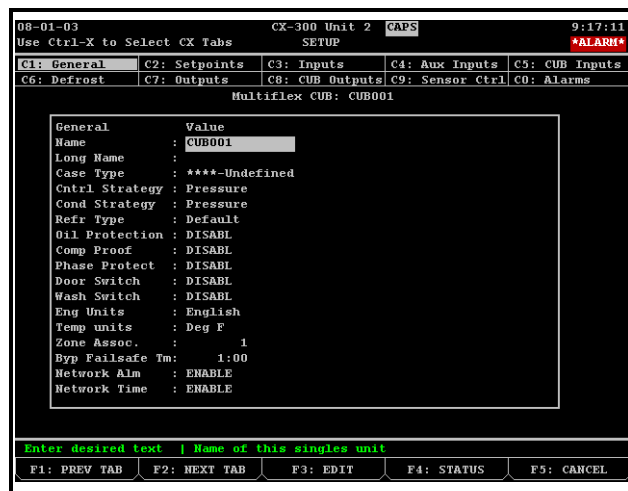 08-01-03 CX-300 Unit 2 CAPS 9:17:11
Use Ctrl-X to Select CX Tabs SETUP *ALARM*
C1: General C2: Setpoints C3: Inputs C4: Aux Inputs C5: CUB Inputs
C6: Defrost C7: Outputs C8: CUB Outputs C9: Sensor Ctrl C0: Alarms
Multiflex CUB: CUB001
General Value
Name : CUB001
Long Name :
Case Type : ****-Undefined
Cntrl Strategy : Pressure
Cond Strategy : Pressure
Refr Type : Default
Oil Protection : DISABL
Comp Proof : DISABL
Phase Protect : DISABL
Door Switch : DISABL
Wash Switch : DISABL
Eng Units : English
Temp units : Deg F
Zone Assoc. : 1
Byp Failsafe Tm: 1:00
Network Alm : ENABLE
Network Time : ENABLE
Enter desired text | Name of this singles unit
F1: PREV TAB F2: NEXT TAB F3: EDIT F4: STATUS F5: CANCEL